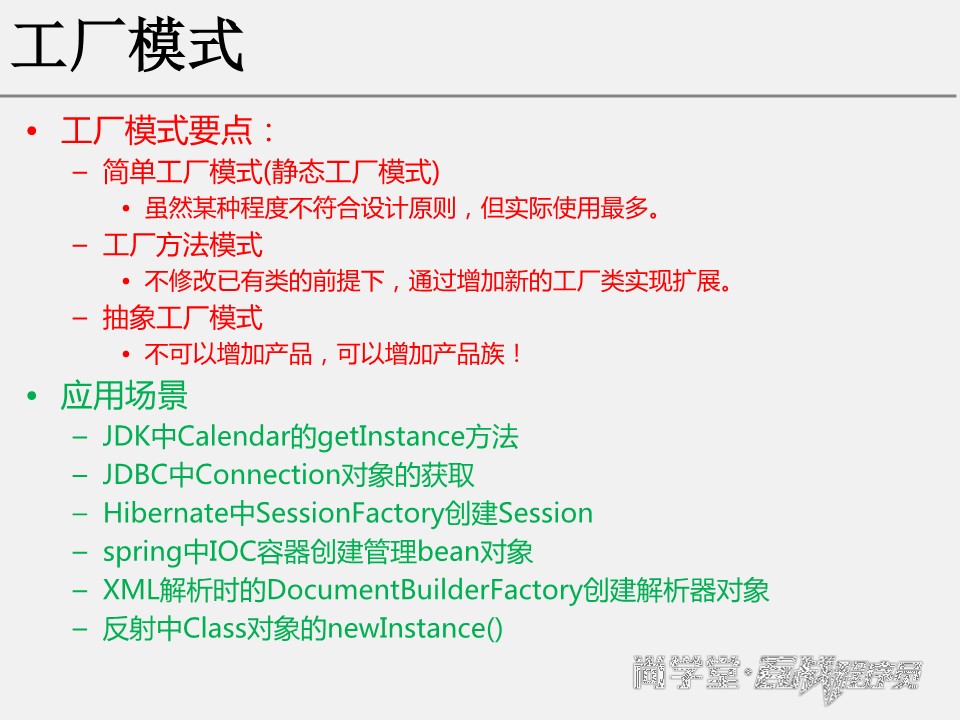 工厂模式
• 工厂模式要点：
– 简单工厂模式(静态工厂模式)
• 虽然某种程度不符合设计原则，但实际使用最多。
– 工厂方法模式
• 不修改已有类的前提下，通过增加新的工厂类实现扩展。
– 抽象工厂模式
• 不可以增加产品，可以增加产品族！
• 应用场景
– JDK中Calendar的getInstance方法
– JDBC中Connection对象的获取
– Hibernate中SessionFactory创建Session
– spring中IOC容器创建管理bean对象
– XML解析时的DocumentBuilderFactory创建解析器对象
– 反射中Class对象的newInstance()
尚学堂·